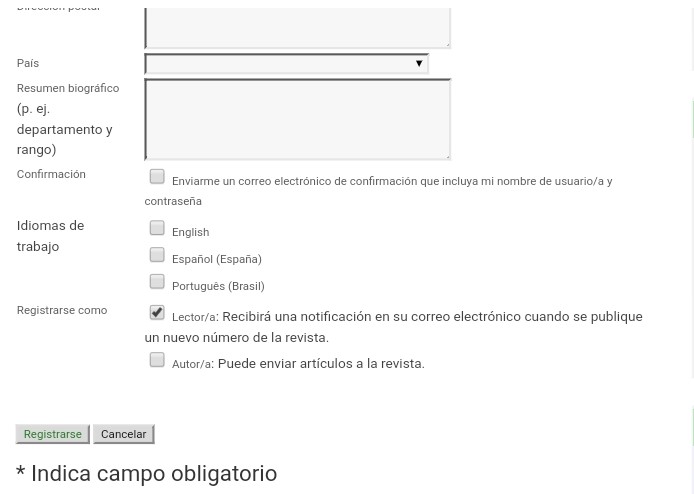 Dirección postal
País
Resumen biográfico
(p. ej.
departamento y
rango)
Confirmación
Enviarme un correo electrónico de confirmación que incluya mi nombre de usuario/a y
contraseña
Idiomas de
trabajo
English
Español (España)
Português (Brasil)
Registrarse como
Lector/a: Recibirá una notificación en su correo electrónico cuando se publique
un nuevo número de la revista.
Autor/a: Puede enviar artículos a la revista.
Registrarse Cancelar
* Indica campo obligatorio